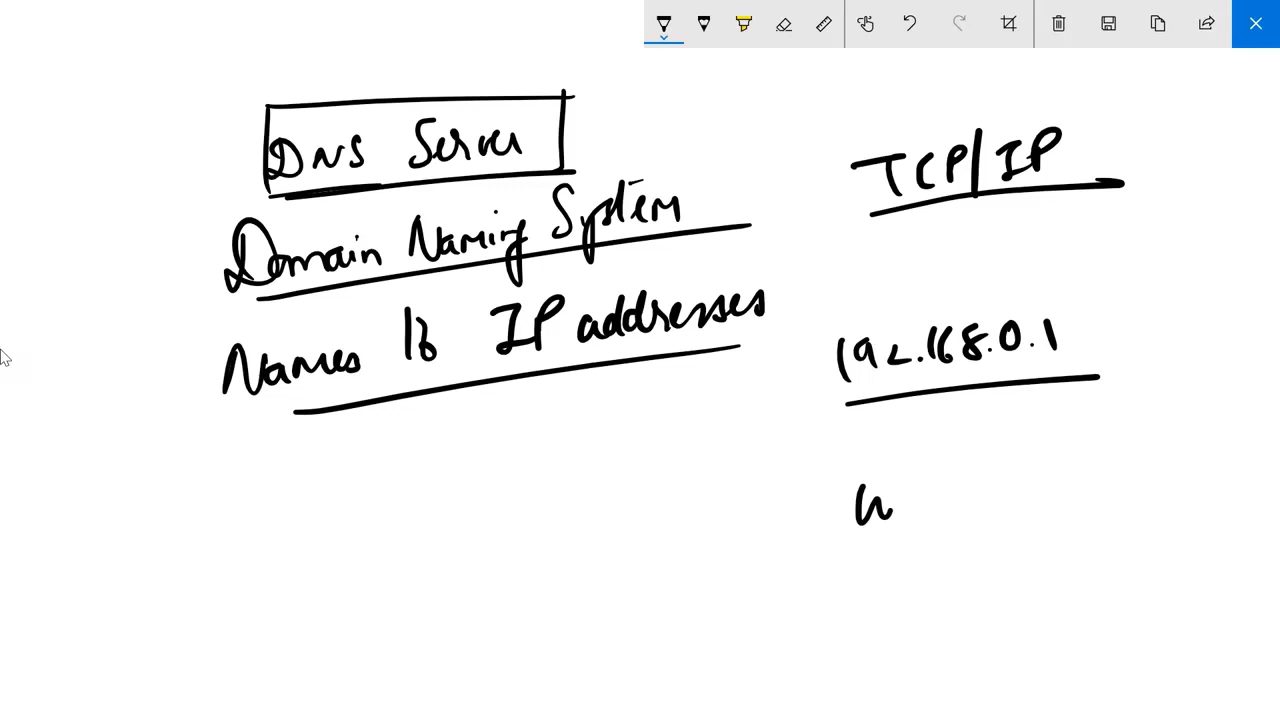 DNS Server
Domain Naming System
Names to IP addresses
TCP/IP
192.168.0.1